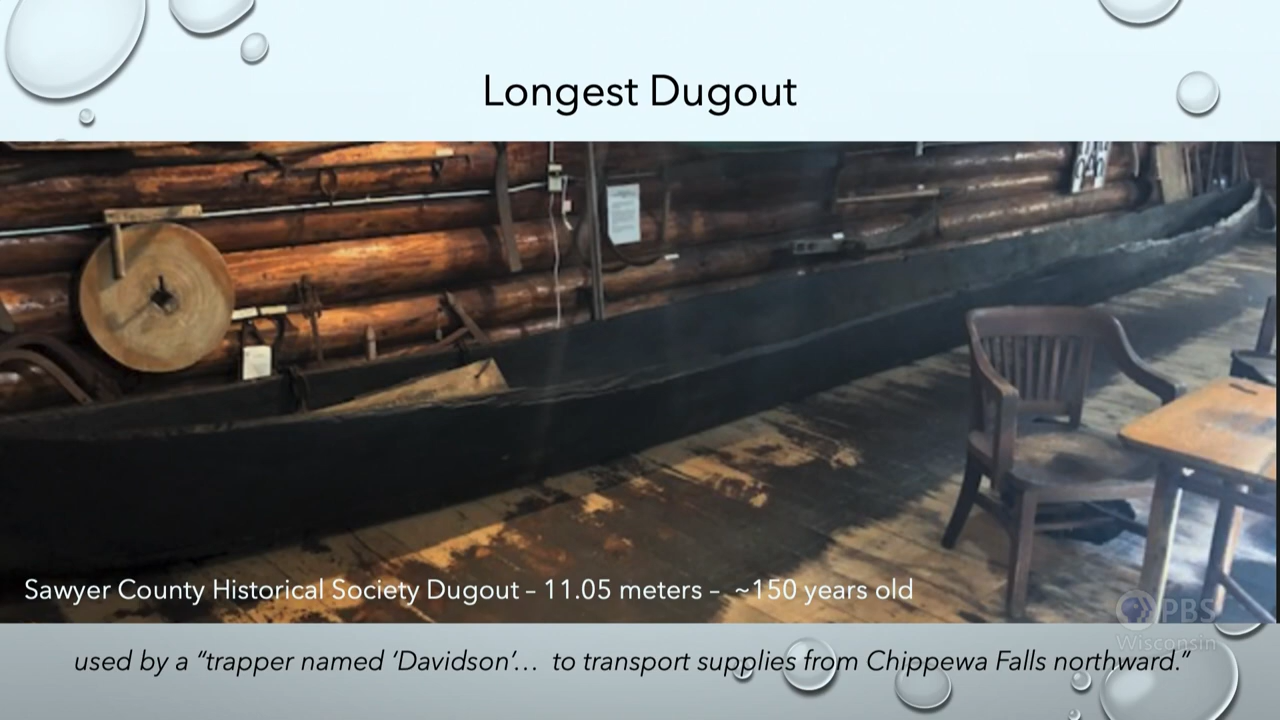 Longest Dugout
Sawyer County Historical Society Dugout – 11.05 meters – ~150 years old
PBS
Wisconsin
used by a “trapper named ‘Davidson’… to transport supplies from Chippewa Falls northward.”